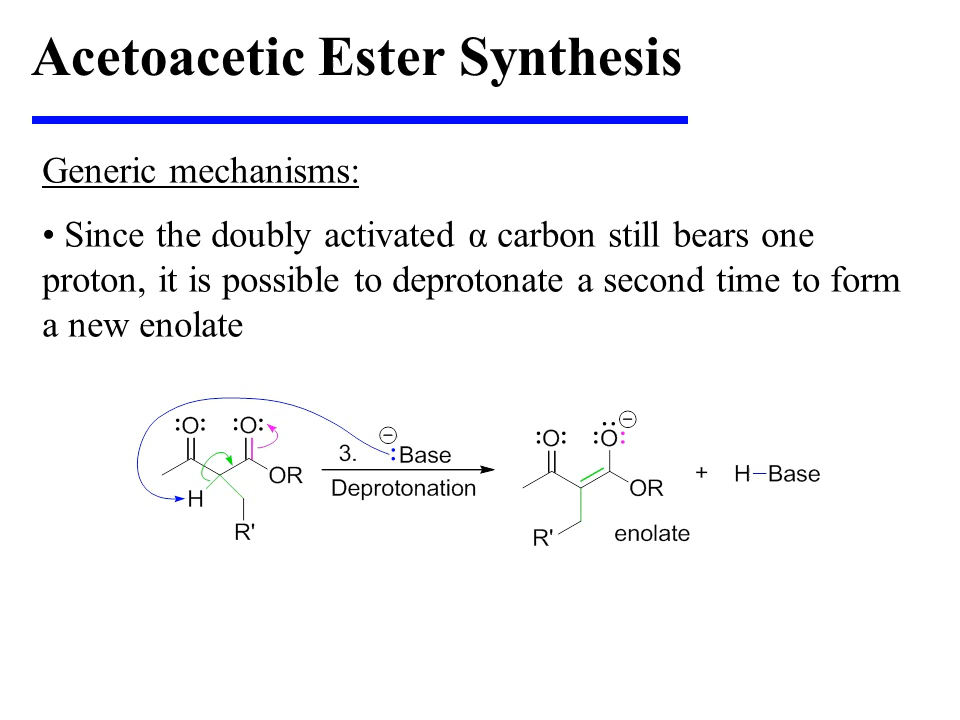 Acetoacetic Ester Synthesis
Generic mechanisms:
• Since the doubly activated α carbon still bears one
proton, it is possible to deprotonate a second time to form
a new enolate
:O: :O:
OR
H
R'
3. ⊖ :Base
Deprotonation
:O: :O: ⊖
OR
R'
enolate
+ H–Base